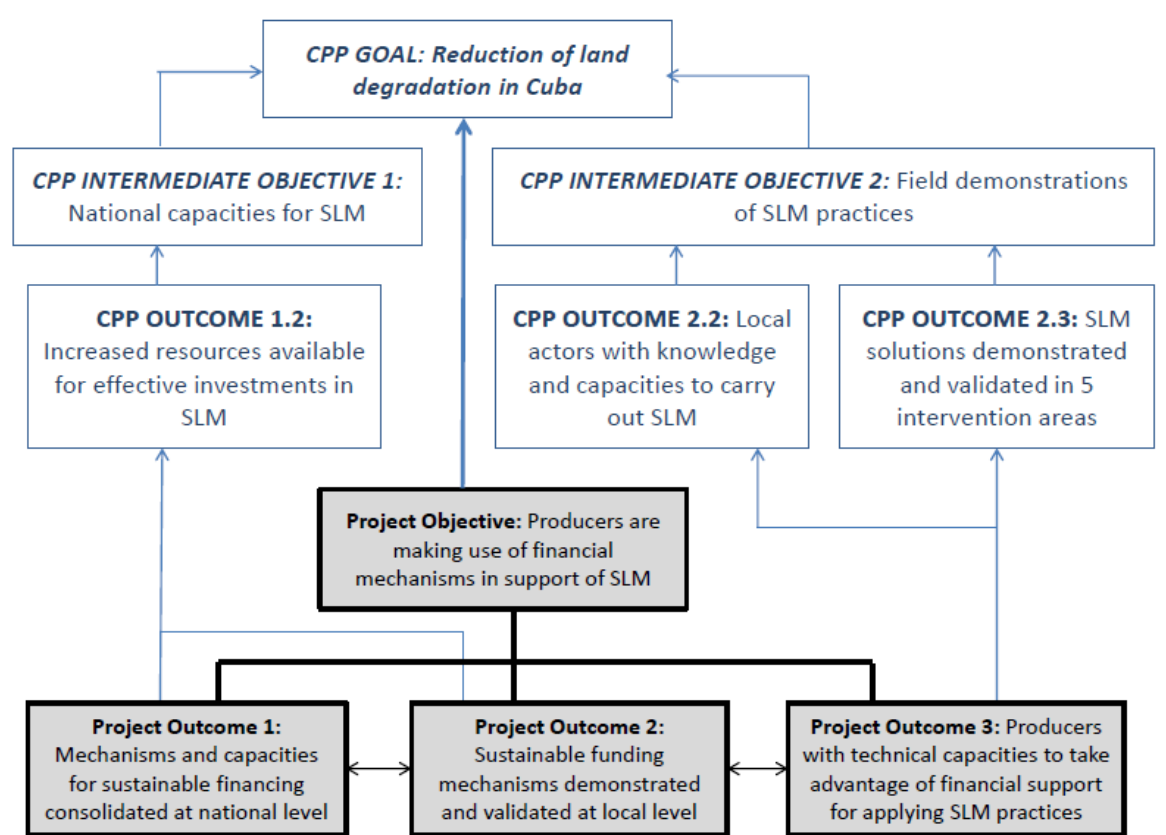 CPP GOAL: Reduction of land
degradation in Cuba
CPP INTERMEDIATE OBJECTIVE 1:
National capacities for SLM
CPP INTERMEDIATE OBJECTIVE 2: Field demonstrations
of SLM practices
CPP OUTCOME 1.2:
Increased resources available
for effective investments in
SLM
CPP OUTCOME 2.2: Local
actors with knowledge
and capacities to carry
out SLM
CPP OUTCOME 2.3: SLM
solutions demonstrated
and validated in 5
intervention areas
Project Objective: Producers are
making use of financial
mechanisms in support of SLM
Project Outcome 1:
Mechanisms and capacities
for sustainable financing
consolidated at national level
Project Outcome 2:
Sustainable funding
mechanisms demonstrated
and validated at local level
Project Outcome 3: Producers
with technical capacities to take
advantage of financial support
for applying SLM practices